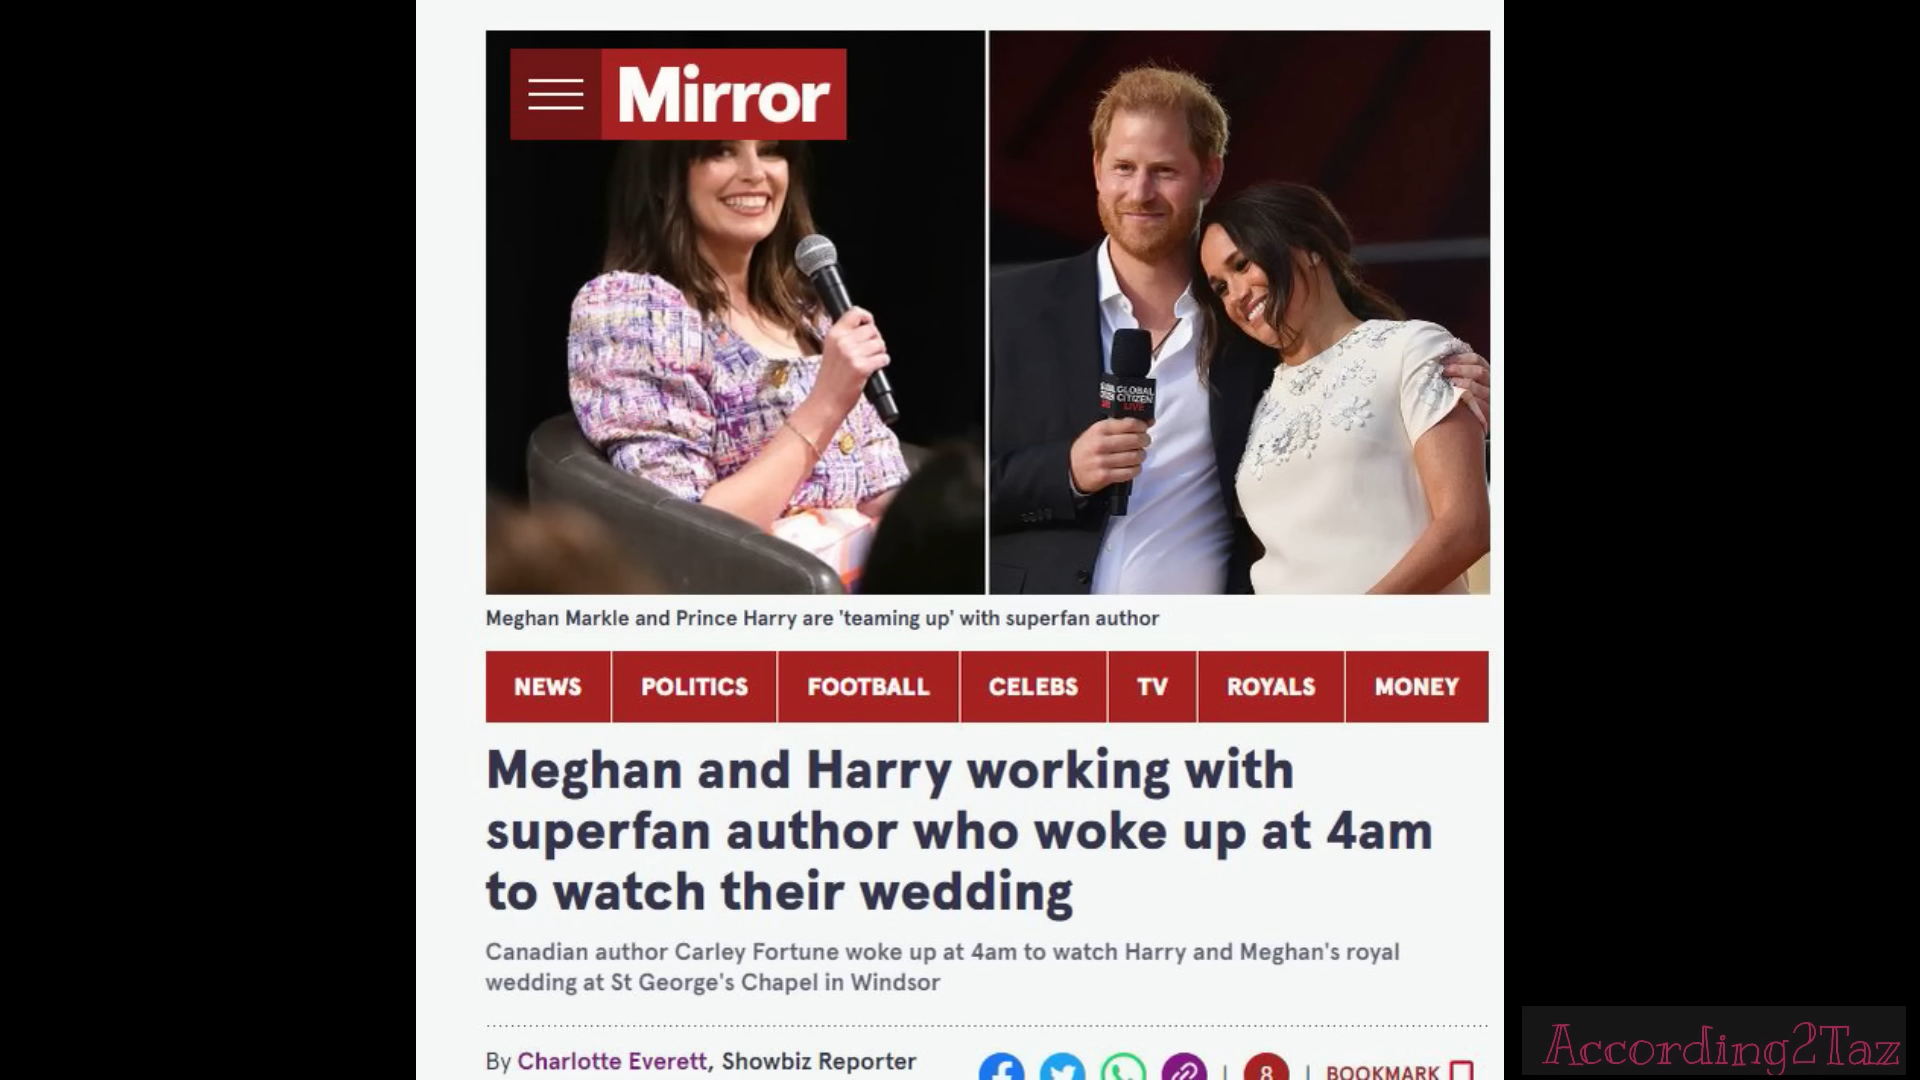 Mirror
GLOBAL
CITIZEN
LIVE
Meghan Markle and Prince Harry are 'teaming up' with superfan author
NEWS POLITICS FOOTBALL CELEBS TV ROYALS MONEY
Meghan and Harry working with
superfan author who woke up at 4am
to watch their wedding
Canadian author Carley Fortune woke up at 4am to watch Harry and Meghan's royal
wedding at St George's Chapel in Windsor
By Charlotte Everett, Showbiz Reporter
8 | BOOKMARK
According2Taz